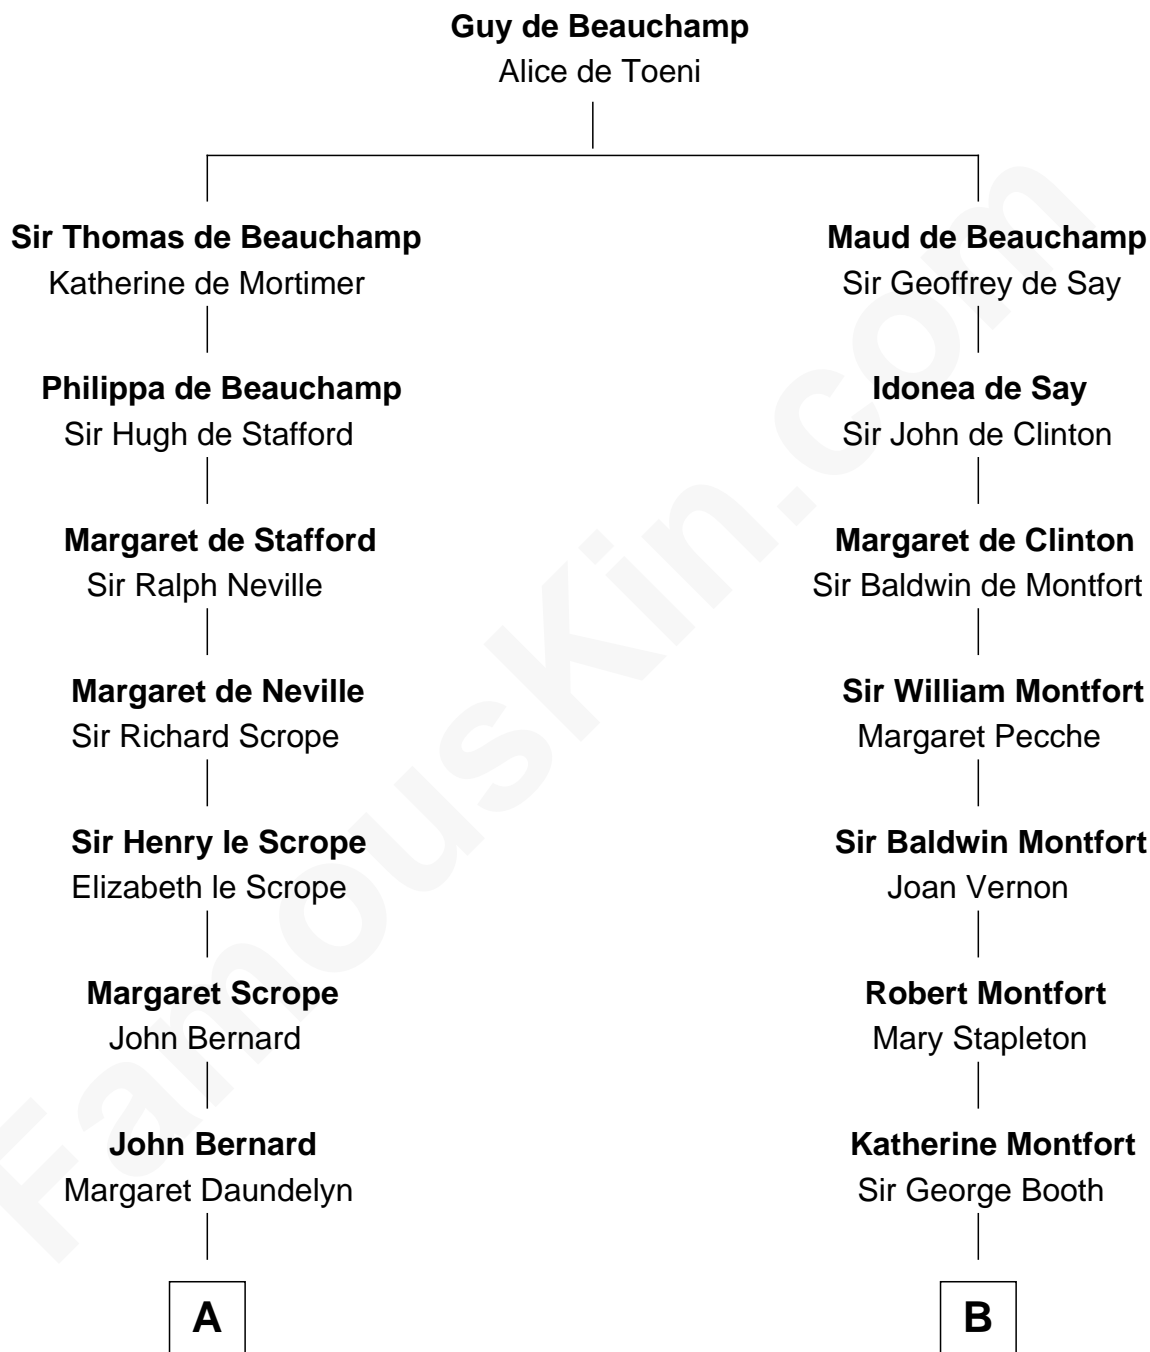 Guy de Beauchamp
Alice de Toeni
Sir Thomas de Beauchamp
Katherine de Mortimer
Philippa de Beauchamp
Sir Hugh de Stafford
Margaret de Stafford
Sir Ralph Neville
Margaret de Neville
Sir Richard Scrope
Sir Henry le Scrope
Elizabeth le Scrope
Margaret Scrope
John Bernard
John Bernard
Margaret Daundelyn
A
Maud de Beauchamp
Sir Geoffrey de Say
Idonea de Say
Sir John de Clinton
Margaret de Clinton
Sir Baldwin de Montfort
Sir William Montfort
Margaret Pecche
Sir Baldwin Montfort
Joan Vernon
Robert Montfort
Mary Stapleton
Katherine Montfort
Sir George Booth
B
FamousKin.com